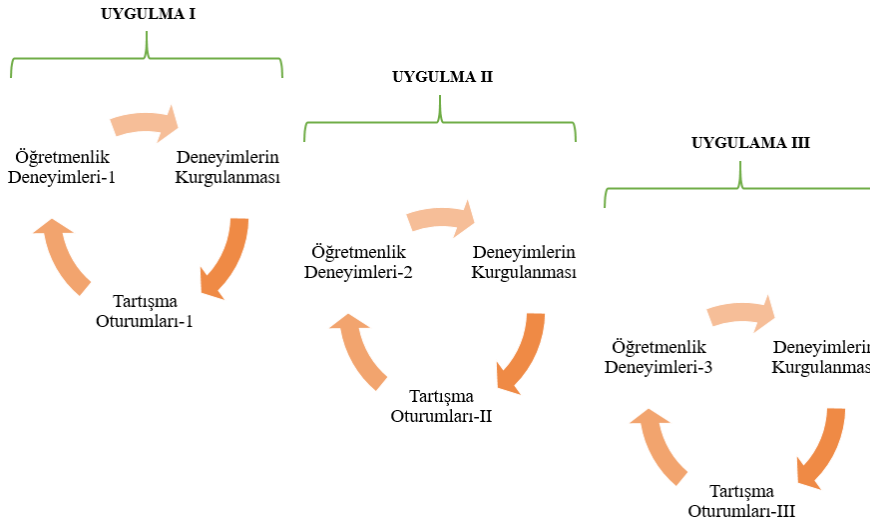 UYGULMA I
Öğretmenlik
Deneyimleri-1
Deneyimlerin
Kurgulanması
Tartışma
Oturumları-1
UYGULMA II
Öğretmenlik
Deneyimleri-2
Deneyimlerin
Kurgulanması
Tartışma
Oturumları-II
UYGULAMA III
Öğretmenlik
Deneyimleri-3
Deneyimlerin
Kurgulanması
Tartışma
Oturumları-III